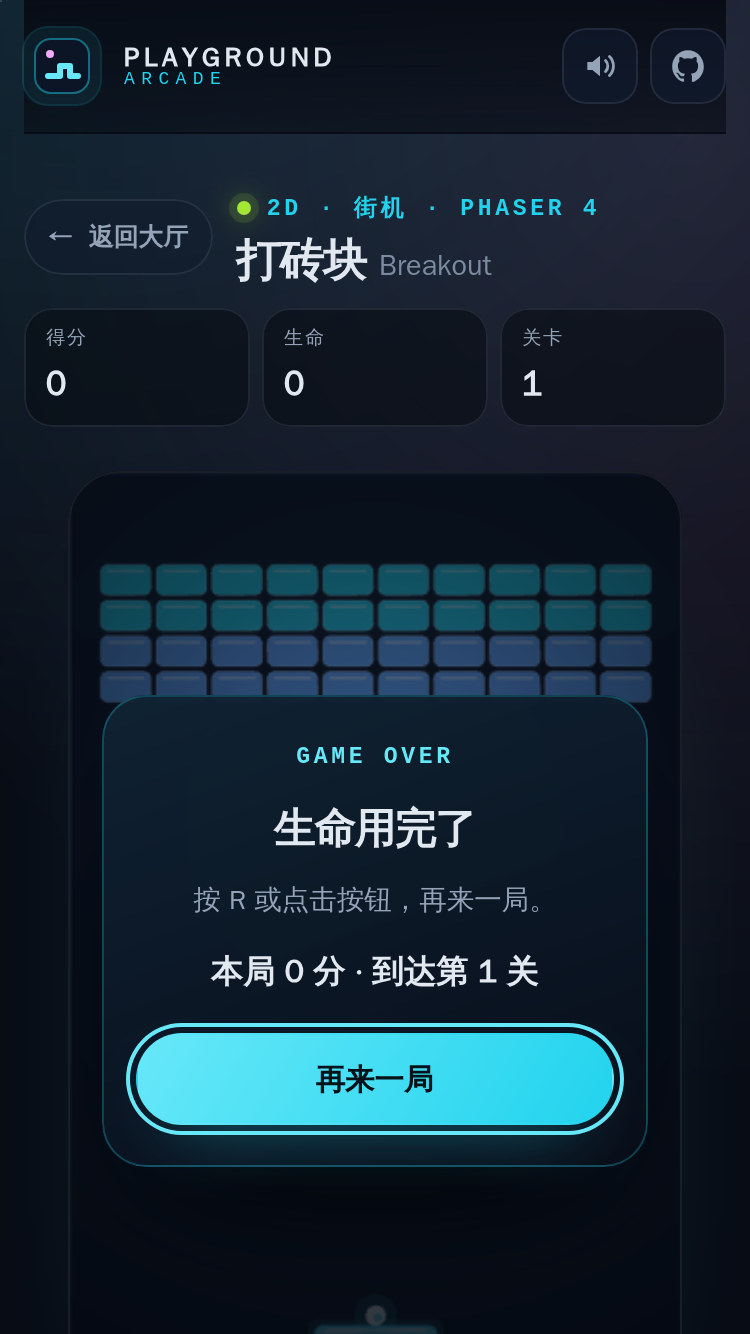 PLAYGROUND
ARCADE
← 返回大厅
2D · 街机 · PHASER 4
打砖块 Breakout
得分
0
生命
0
关卡
1
GAME OVER
生命用完了
按 R 或点击按钮，再来一局。
本局 0 分 · 到达第 1 关
再来一局